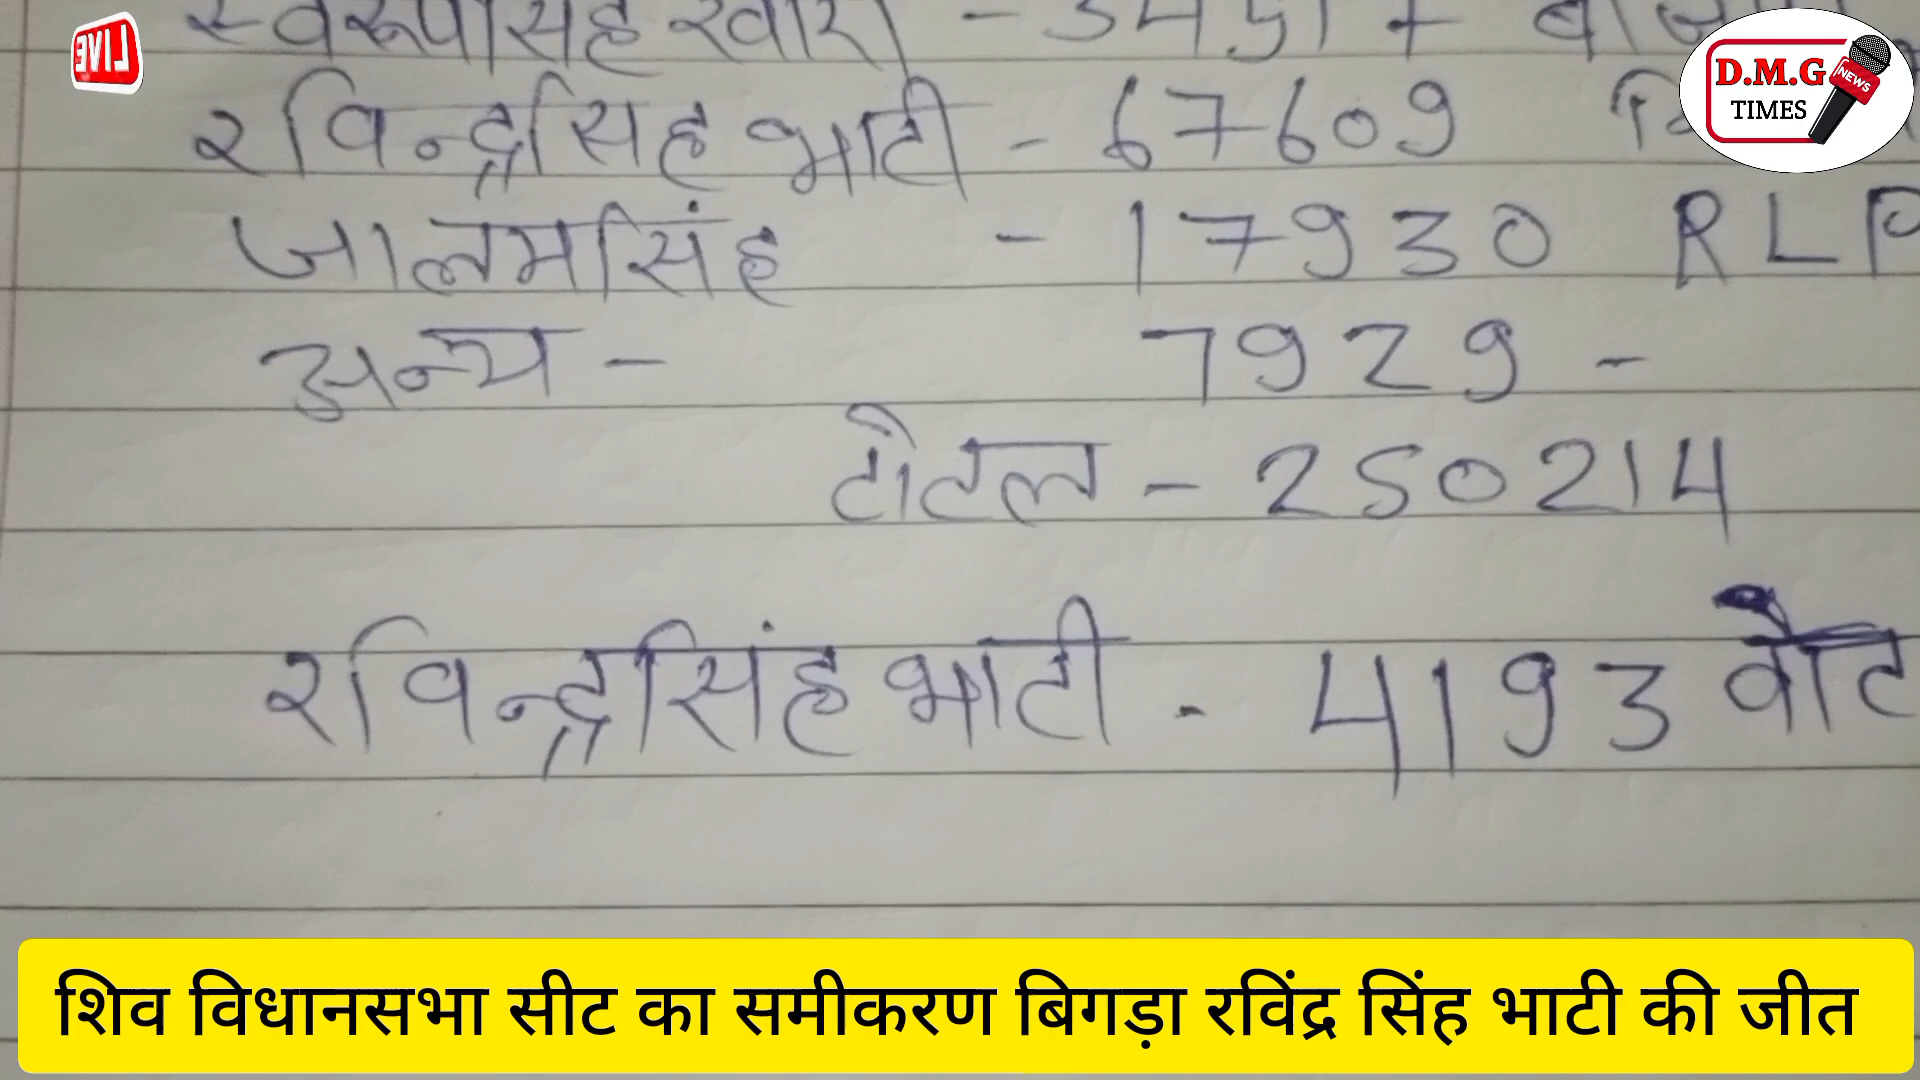 LIVE
D.M.G
NEWS
TIMES
रविन्द्रसिह भाटी - 67609
जालमसिंह - 17930 RLP
अन्य - 7929 -
टोटल - 250214
रविन्द्रसिंह भाटी - 4193 वोट
शिव विधानसभा सीट का समीकरण बिगड़ा रविंद्र सिंह भाटी की जीत